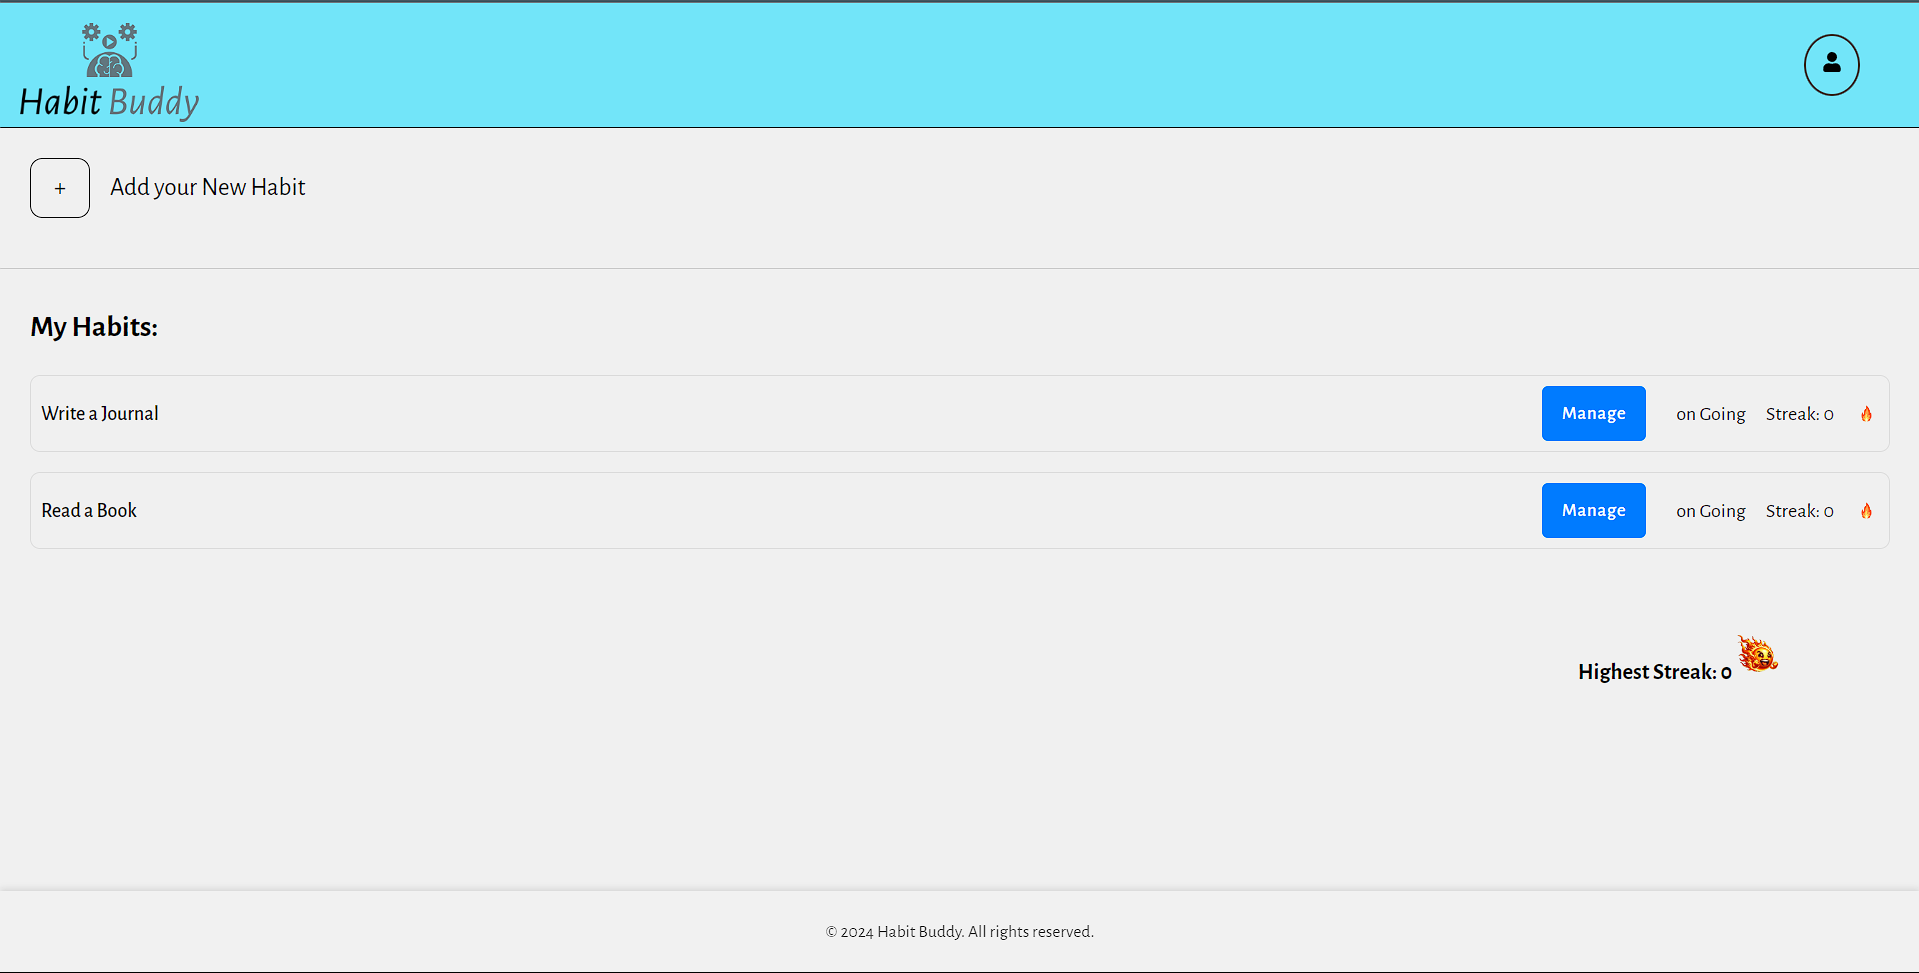 Habit Buddy
+ Add your New Habit
My Habits:
Write a Journal Manage on Going Streak: 0
Read a Book Manage on Going Streak: 0
Highest Streak: 0
© 2024 Habit Buddy. All rights reserved.